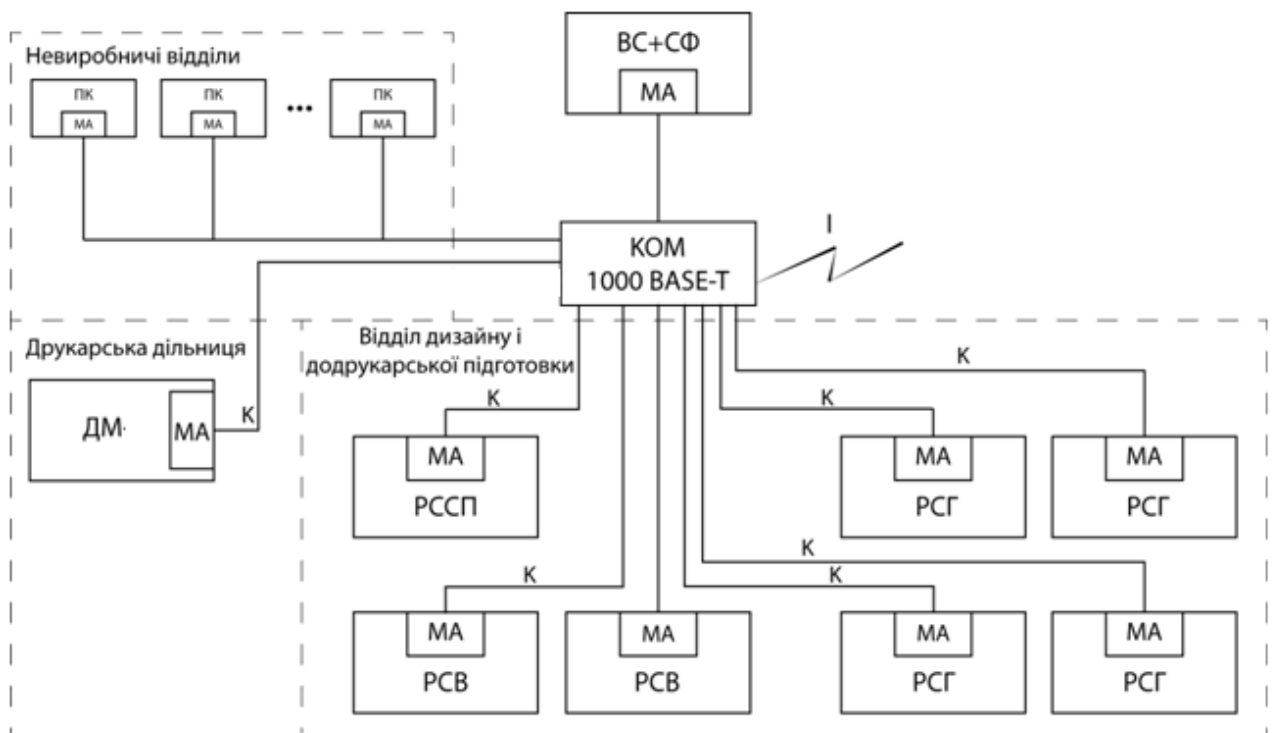 ВС+СФ
МА
Невиробничі відділи
ПК
МА
ПК
МА
...
ПК
МА
КОМ
1000 BASE-T
І
Друкарська дільниця
ДМ
МА
К
Відділ дизайну і
додрукарської підготовки
К
МА
РССП
К
МА
РСГ
К
МА
РСГ
К
МА
РСВ
МА
РСВ
К
МА
РСГ
К
МА
РСГ